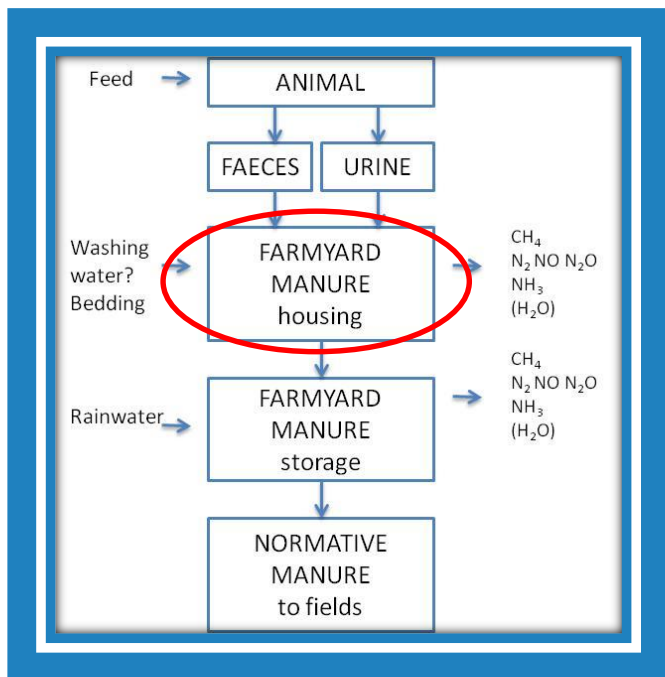 Feed
ANIMAL
FAECES
URINE
Washing
water?
Bedding
FARMYARD
MANURE
housing
CH₄
N₂ NO N₂O
NH₃
(H₂O)
Rainwater
FARMYARD
MANURE
storage
CH₄
N₂ NO N₂O
NH₃
(H₂O)
NORMATIVE
MANURE
to fields